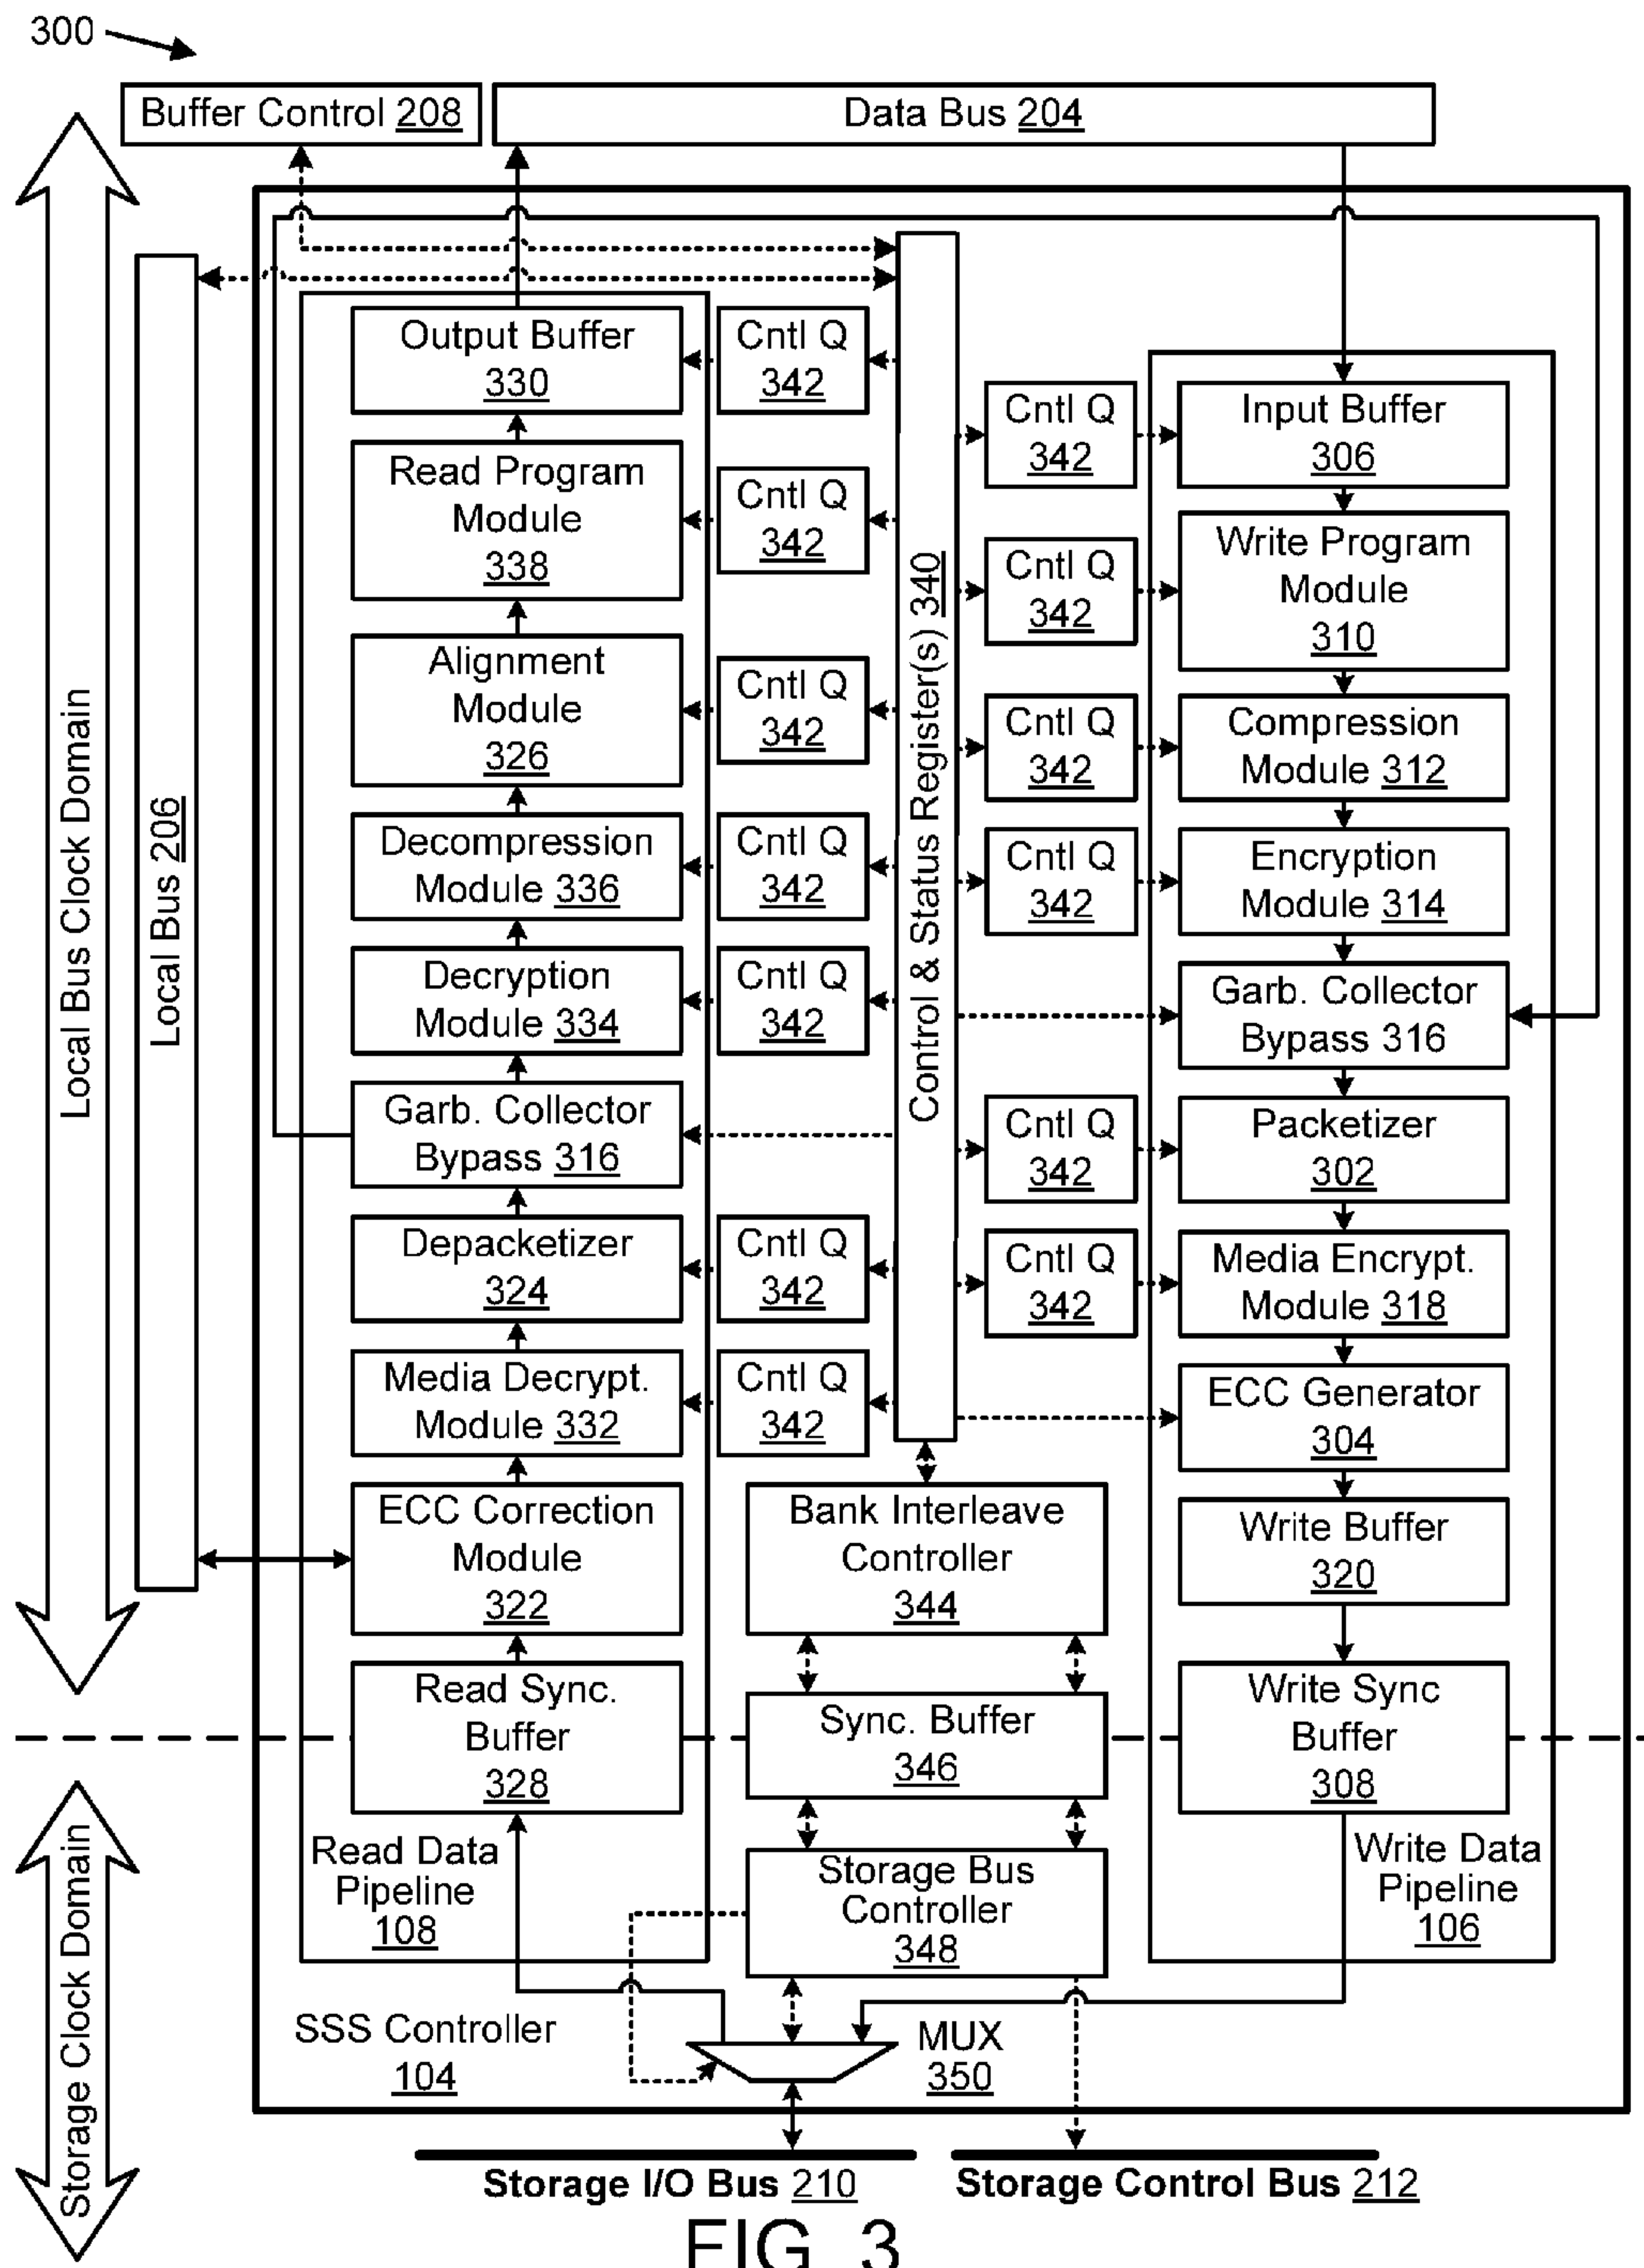 300
Buffer Control 208
Data Bus 204
Local Bus Clock Domain
Local Bus 206
Output Buffer
330
Cntl Q
342
Read Program
Module
338
Cntl Q
342
Alignment
Module
326
Cntl Q
342
Decompression
Module 336
Cntl Q
342
Decryption
Module 334
Cntl Q
342
Garb. Collector
Bypass 316
Depacketizer
324
Cntl Q
342
Media Decrypt.
Module 332
Cntl Q
342
ECC Correction
Module
322
Read Sync.
Buffer
328
Read Data
Pipeline
108
Control & Status Register(s) 340
Bank Interleave
Controller
344
Sync. Buffer
346
Storage Bus
Controller
348
Cntl Q
342
Input Buffer
306
Cntl Q
342
Write Program
Module
310
Cntl Q
342
Compression
Module 312
Cntl Q
342
Encryption
Module 314
Garb. Collector
Bypass 316
Cntl Q
342
Packetizer
302
Cntl Q
342
Media Encrypt.
Module 318
ECC Generator
304
Write Buffer
320
Write Sync
Buffer
308
Write Data
Pipeline
106
Storage Clock Domain
SSS Controller
104
MUX
350
Storage I/O Bus 210
Storage Control Bus 212
FIG. 3